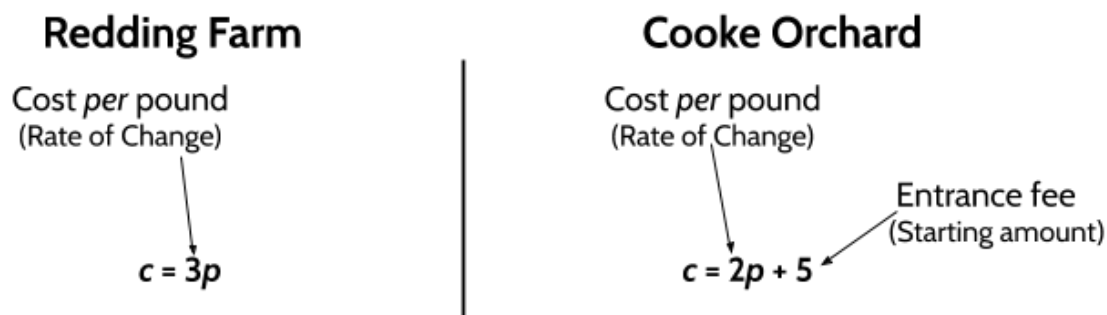 Redding Farm
Cost per pound
(Rate of Change)
c = 3p
Cooke Orchard
Cost per pound
(Rate of Change)
Entrance fee
(Starting amount)
c = 2p + 5